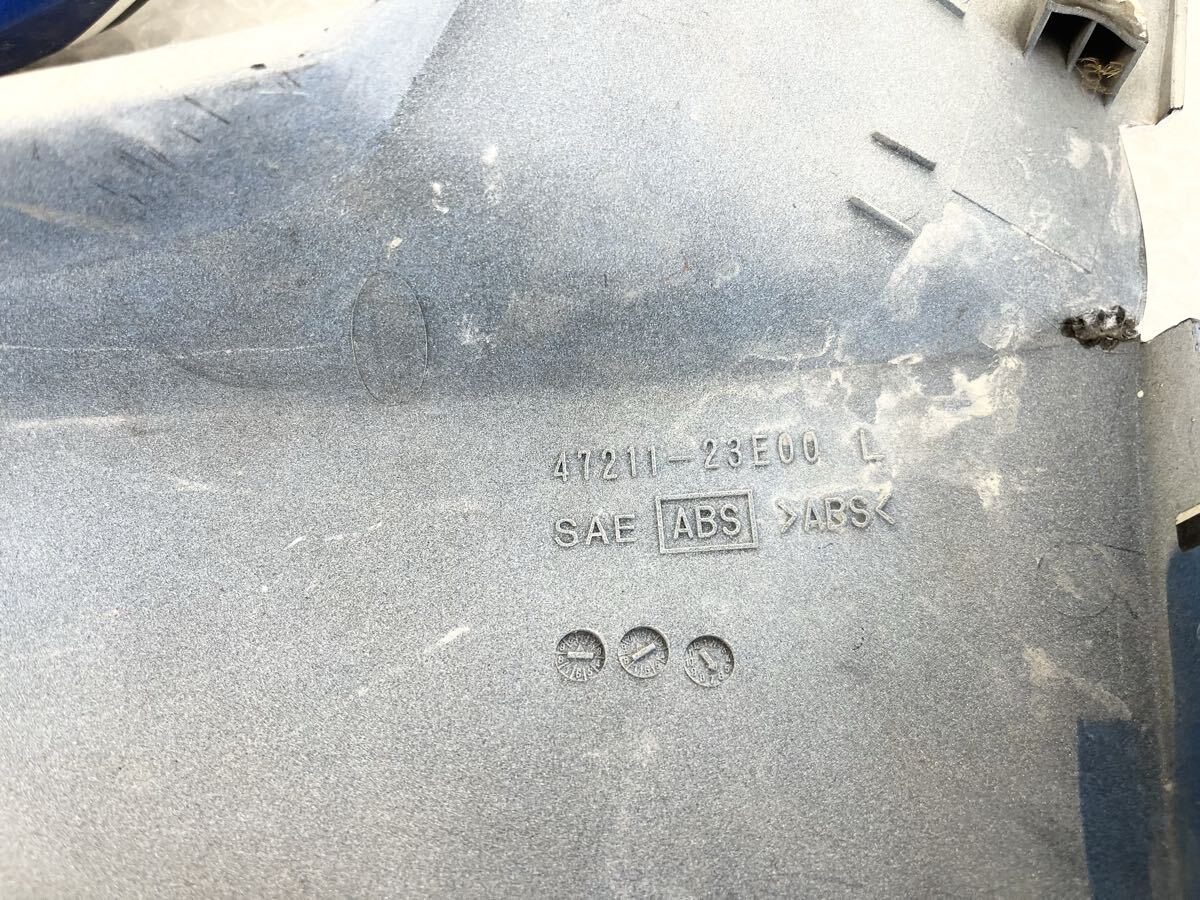 47211-23E00 L
SAE ABS >ABS<